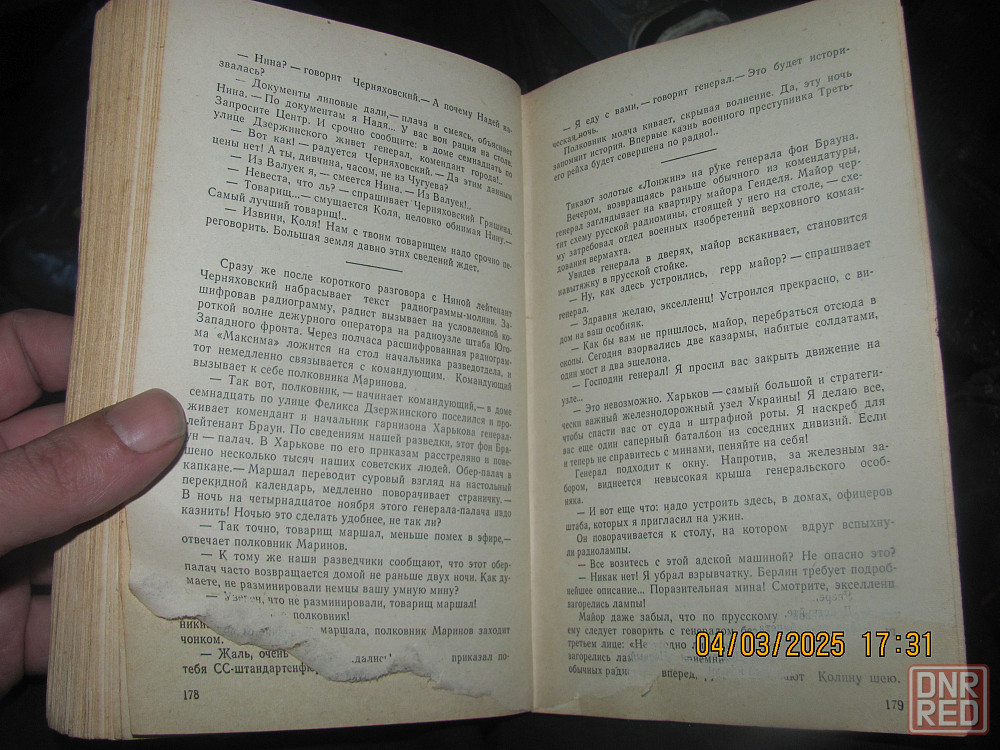 — Нина? — говорит Черняховский.— А почему Надей на-
звалась?
— Документы липовые дали,— плача и смеясь, объясняет
Нина.— По документам я Надя... У вас вон рация на столе.
Запросите Центр. И срочно сообщите: в доме семнадцать по
улице Дзержинского живет генерал, комендант города!..
— Вот как! — радуется Черняховский.— Да этим данным
цены нет! А ты, дивчина, часом, не из Чугуева?
— Из Валуек я,— смеется Нина.— Из Валуек!..
— Невеста, что ль? — спрашивает Черняховский Гришина.
— Товарищ...— смущается Коля, неловко обнимая Нину.—
Самый лучший товарищ!..
— Извини, Коля! Нам с твоим товарищем надо срочно пе-
реговорить. Большая земля давно этих сведений ждет.
Сразу же после короткого разговора с Ниной лейтенант
Черняховский набрасывает текст радиограммы-молнии. За-
шифровав радиограмму, радист вызывает на условленной ко-
роткой волне дежурного оператора на радиоузле штаба Юго-
Западного фронта. Через полчаса расшифрованная радиограм-
ма «Максима» ложится на стол начальника разведотдела, и
тот немедленно связывается с командующим. Командующий
вызывает к себе полковника Маринова.
— Так вот, полковник,— начинает командующий,— в доме
семнадцать по улице Феликса Дзержинского поселился и про-
живает комендант и начальник гарнизона Харькова генерал-
лейтенант Браун. По сведениям нашей разведки, этот фон Бра-
ун — палач. В Харькове по его приказам расстреляно и пове-
шено несколько тысяч наших советских людей. Обер-палач в
капкане.— Маршал переводит суровый взгляд на настольный
перекидной календарь, медленно поворачивает страничку.—
В ночь на четырнадцатое ноября этого генерала-палача надо
казнить! Ночью это сделать удобнее, не так ли?
— Так точно, товарищ маршал, меньше помех в эфире,—
отвечает полковник Маринов.
— К тому же наши разведчики сообщают, что этот обер-
палач часто возвращается домой не раньше двух ночи. Как ду-
маете, не разминировали немцы вашу умную мину?
— Уверен, что не разминировали, товарищ маршал!
полковник!
маршала, полковник Маринов заходит
чонком.
— Жаль, очень приказал по-
тебя
178
— Я еду с вами,— говорит генерал.— Это будет истори-
ческая ночь.
Полковник молча кивает, скрывая волнение. Да, эту ночь
запомнит история. Впервые казнь военного преступника Треть-
его рейха будет совершена по радио!..
Тикают золотые «Лонжин» на руке генерала фон Брауна.
Вечером, возвращаясь раньше обычного из комендатуры,
генерал заглядывает на квартиру майора Генделя. Майор чер-
тит схему русской радиомины, стоящей у него на столе,— схе-
му затребовал отдел военных изобретений верховного коман-
дования вермахта.
Увидев генерала в дверях, майор вскакивает, становится
навытяжку в прусской стойке.
— Ну, как здесь устроились, герр майор? — спрашивает
генерал.
— Здравия желаю, экселленц! Устроился прекрасно, с ви-
дом на ваш особняк.
— Как бы вам не пришлось, майор, перебраться отсюда в
окопы. Сегодня взорвались две казармы, набитые солдатами,
один мост и два эшелона.
— Господин генерал! Я просил вас закрыть движение на
узле...
— Это невозможно. Харьков — самый большой и стратеги-
чески важный железнодорожный узел Украины! Я делаю все,
чтобы спасти вас от суда и штрафной роты. Я наскреб для
вас еще один саперный батальон из соседних дивизий. Если
и теперь не справитесь с минами, пеняйте на себя!
Генерал подходит к окну. Напротив, за железным за-
бором, виднеется невысокая крыша генеральского особ-
няка.
— И вот еще что: надо устроить здесь, в домах, офицеров
штаба, которых я пригласил на ужин.
Он поворачивается к столу, на котором вдруг вспыхну-
ли радиолампы.
— Все возитесь с этой адской машиной? Не опасно это?
— Никак нет! Я убрал взрывчатку. Берлин требует подроб-
нейшее описание... Поразительная мина! Смотрите, экселленц
загорелись лампы!
Майор даже забыл, что по прусскому
ему следует говорить с генералом
третьем лице:
загорелись
обычных вперед, Колину шею.
179
04/03/2025 17:31
DNR
RED